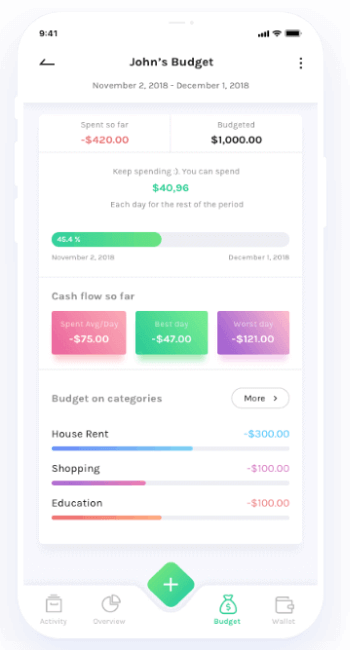 9:41
John's Budget
November 2, 2018 - December 1, 2018
Spent so far Budgeted
-$420.00 $1,000.00
Keep spending :). You can spend
$40,96
Each day for the rest of the period
45.4 %
November 2, 2018 December 1, 2018
Cash flow so far
Spent Avg/Day Best day Werst day
-$75.00 -$47.00 -$121.00
Budget on categories More >
House Rent -$300.00
Shopping -$100.00
Education -$100.00
+
Activity Overview Budget Wallet